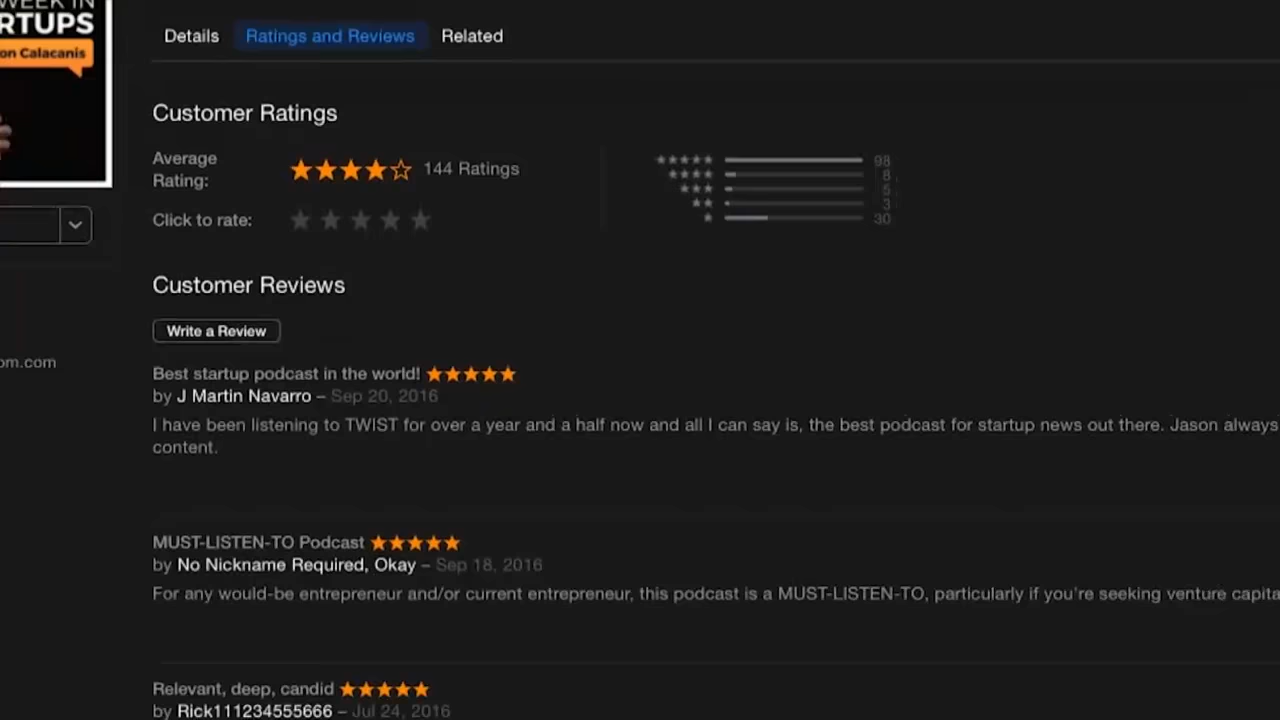 WEEK IN
RTUPS
on Calacanis
Details Ratings and Reviews Related
Customer Ratings
Average
Rating:
144 Ratings
98
8
5
3
30
Click to rate:
Customer Reviews
Write a Review
om.com
Best startup podcast in the world!
by J Martin Navarro – Sep 20, 2016
I have been listening to TWIST for over a year and a half now and all I can say is, the best podcast for startup news out there. Jason always
content.
MUST-LISTEN-TO Podcast
by No Nickname Required, Okay – Sep 18, 2016
For any would-be entrepreneur and/or current entrepreneur, this podcast is a MUST-LISTEN-TO, particularly if you're seeking venture capita
Relevant, deep, candid
by Rick111234555666 – Jul 24, 2016